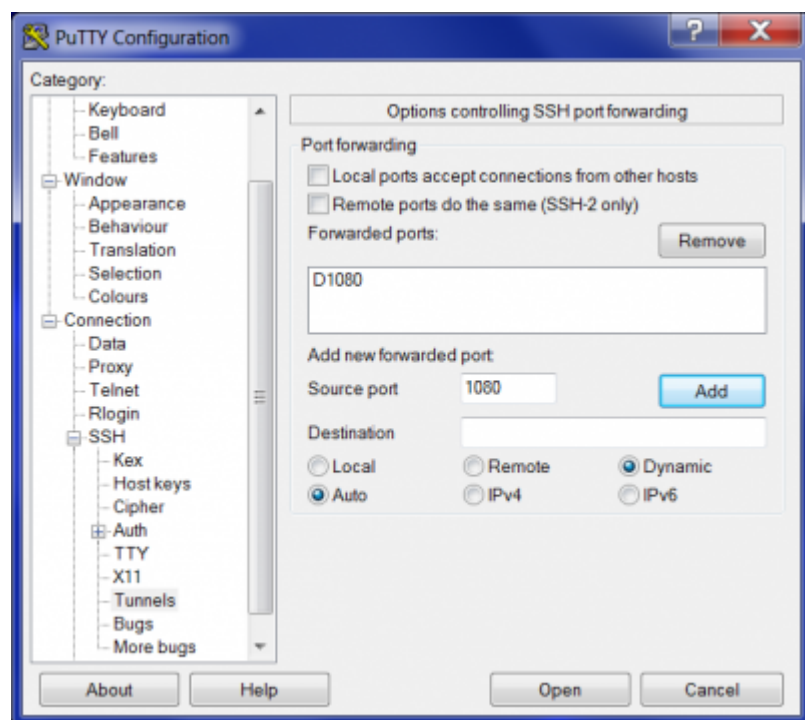 PuTTY Configuration
?
X
Category:
Keyboard
Bell
Features
Window
Appearance
Behaviour
Translation
Selection
Colours
Connection
Data
Proxy
Telnet
Rlogin
SSH
Kex
Host keys
Cipher
Auth
TTY
X11
Tunnels
Bugs
More bugs
Options controlling SSH port forwarding
Port forwarding
Local ports accept connections from other hosts
Remote ports do the same (SSH-2 only)
Forwarded ports:
Remove
D1080
Add new forwarded port:
Source port 1080 Add
Destination
Local Remote Dynamic
Auto IPv4 IPv6
About Help Open Cancel